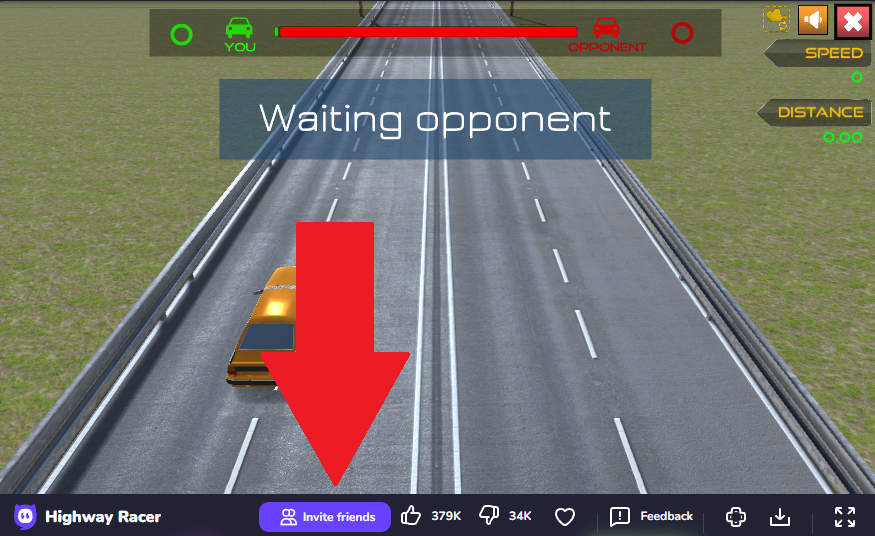 YOU
OPPONENT
SPEED
0
DISTANCE
0.00
Waiting opponent
Highway Racer
Invite friends
379K
34K
Feedback